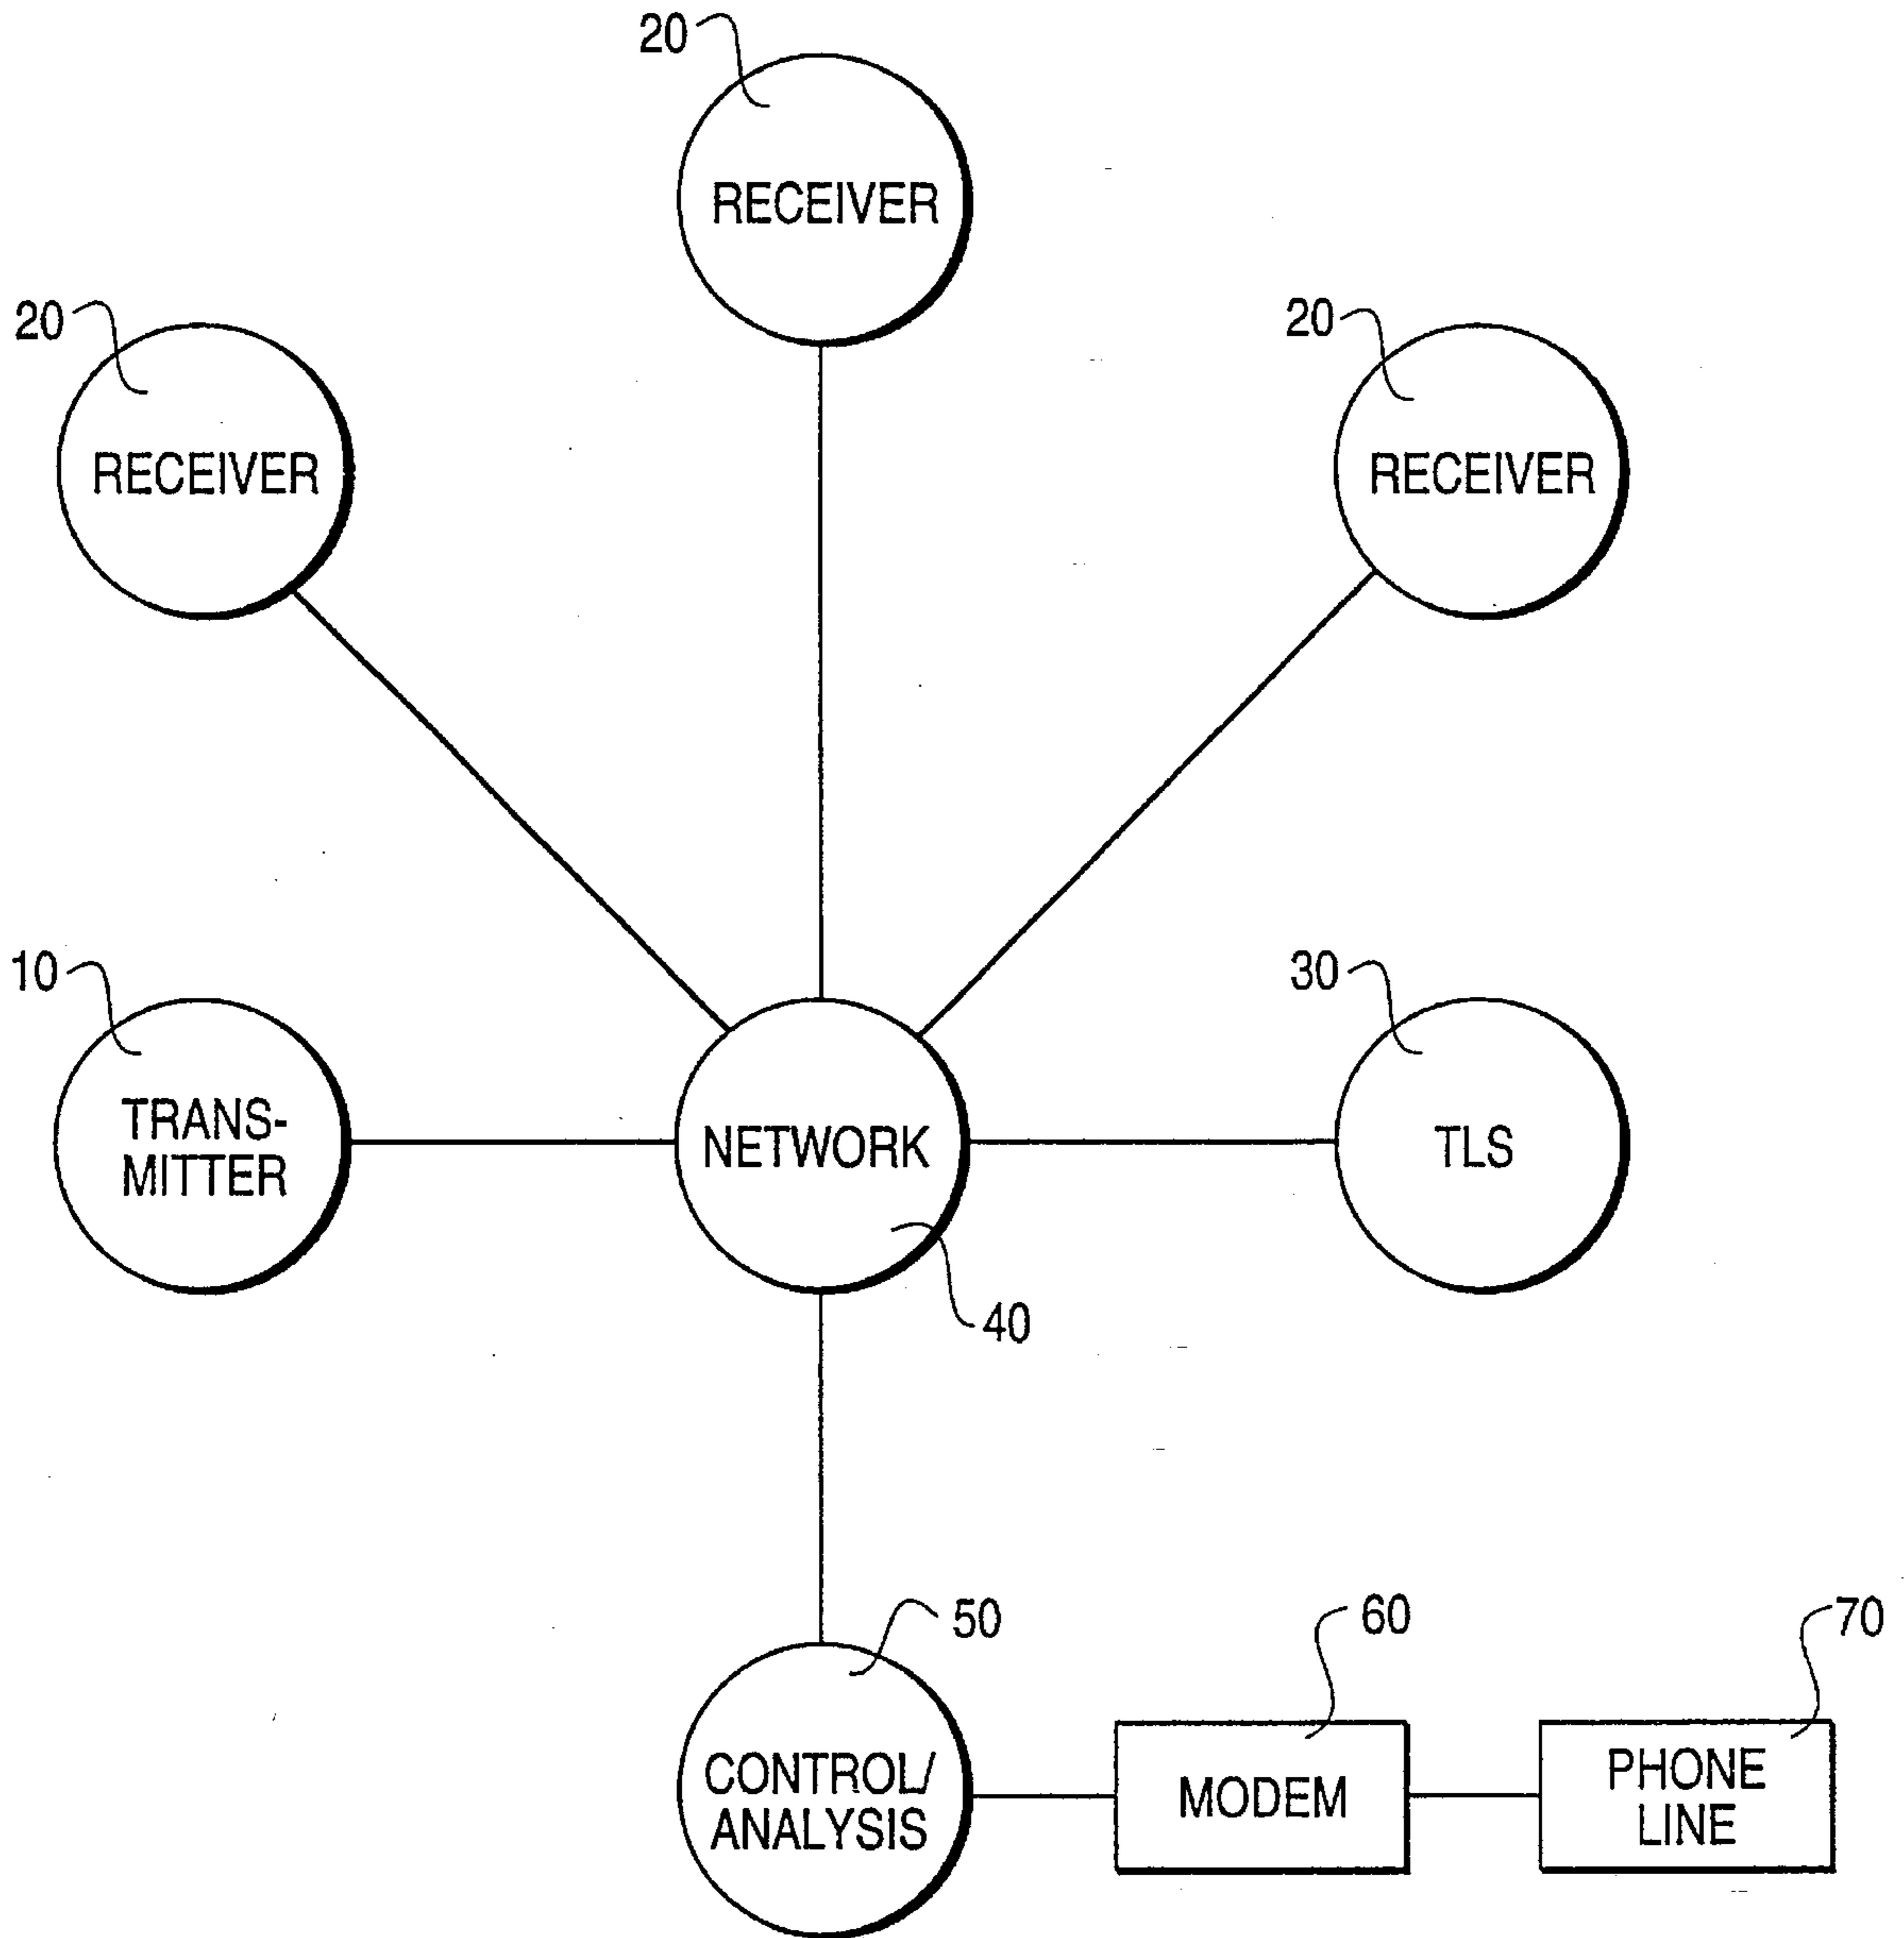 20
RECEIVER
20
RECEIVER
20
RECEIVER
10
TRANS-
MITTER
NETWORK
40
30
TLS
50
CONTROL/
ANALYSIS
60
MODEM
70
PHONE
LINE